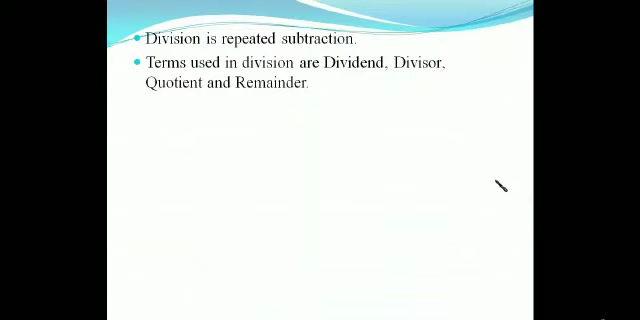 Division is repeated subtraction.
Terms used in division are Dividend, Divisor,
Quotient and Remainder.